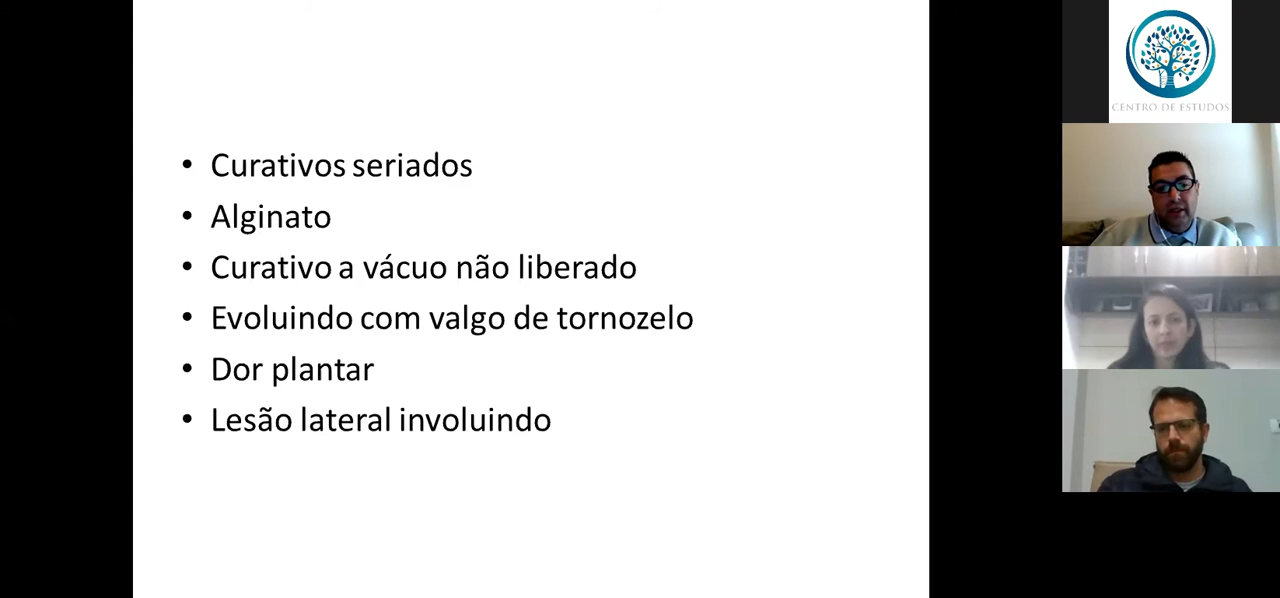 • Curativos seriados
• Alginato
• Curativo a vácuo não liberado
• Evoluindo com valgo de tornozelo
• Dor plantar
• Lesão lateral involuindo
CENTRO DE ESTUDOS